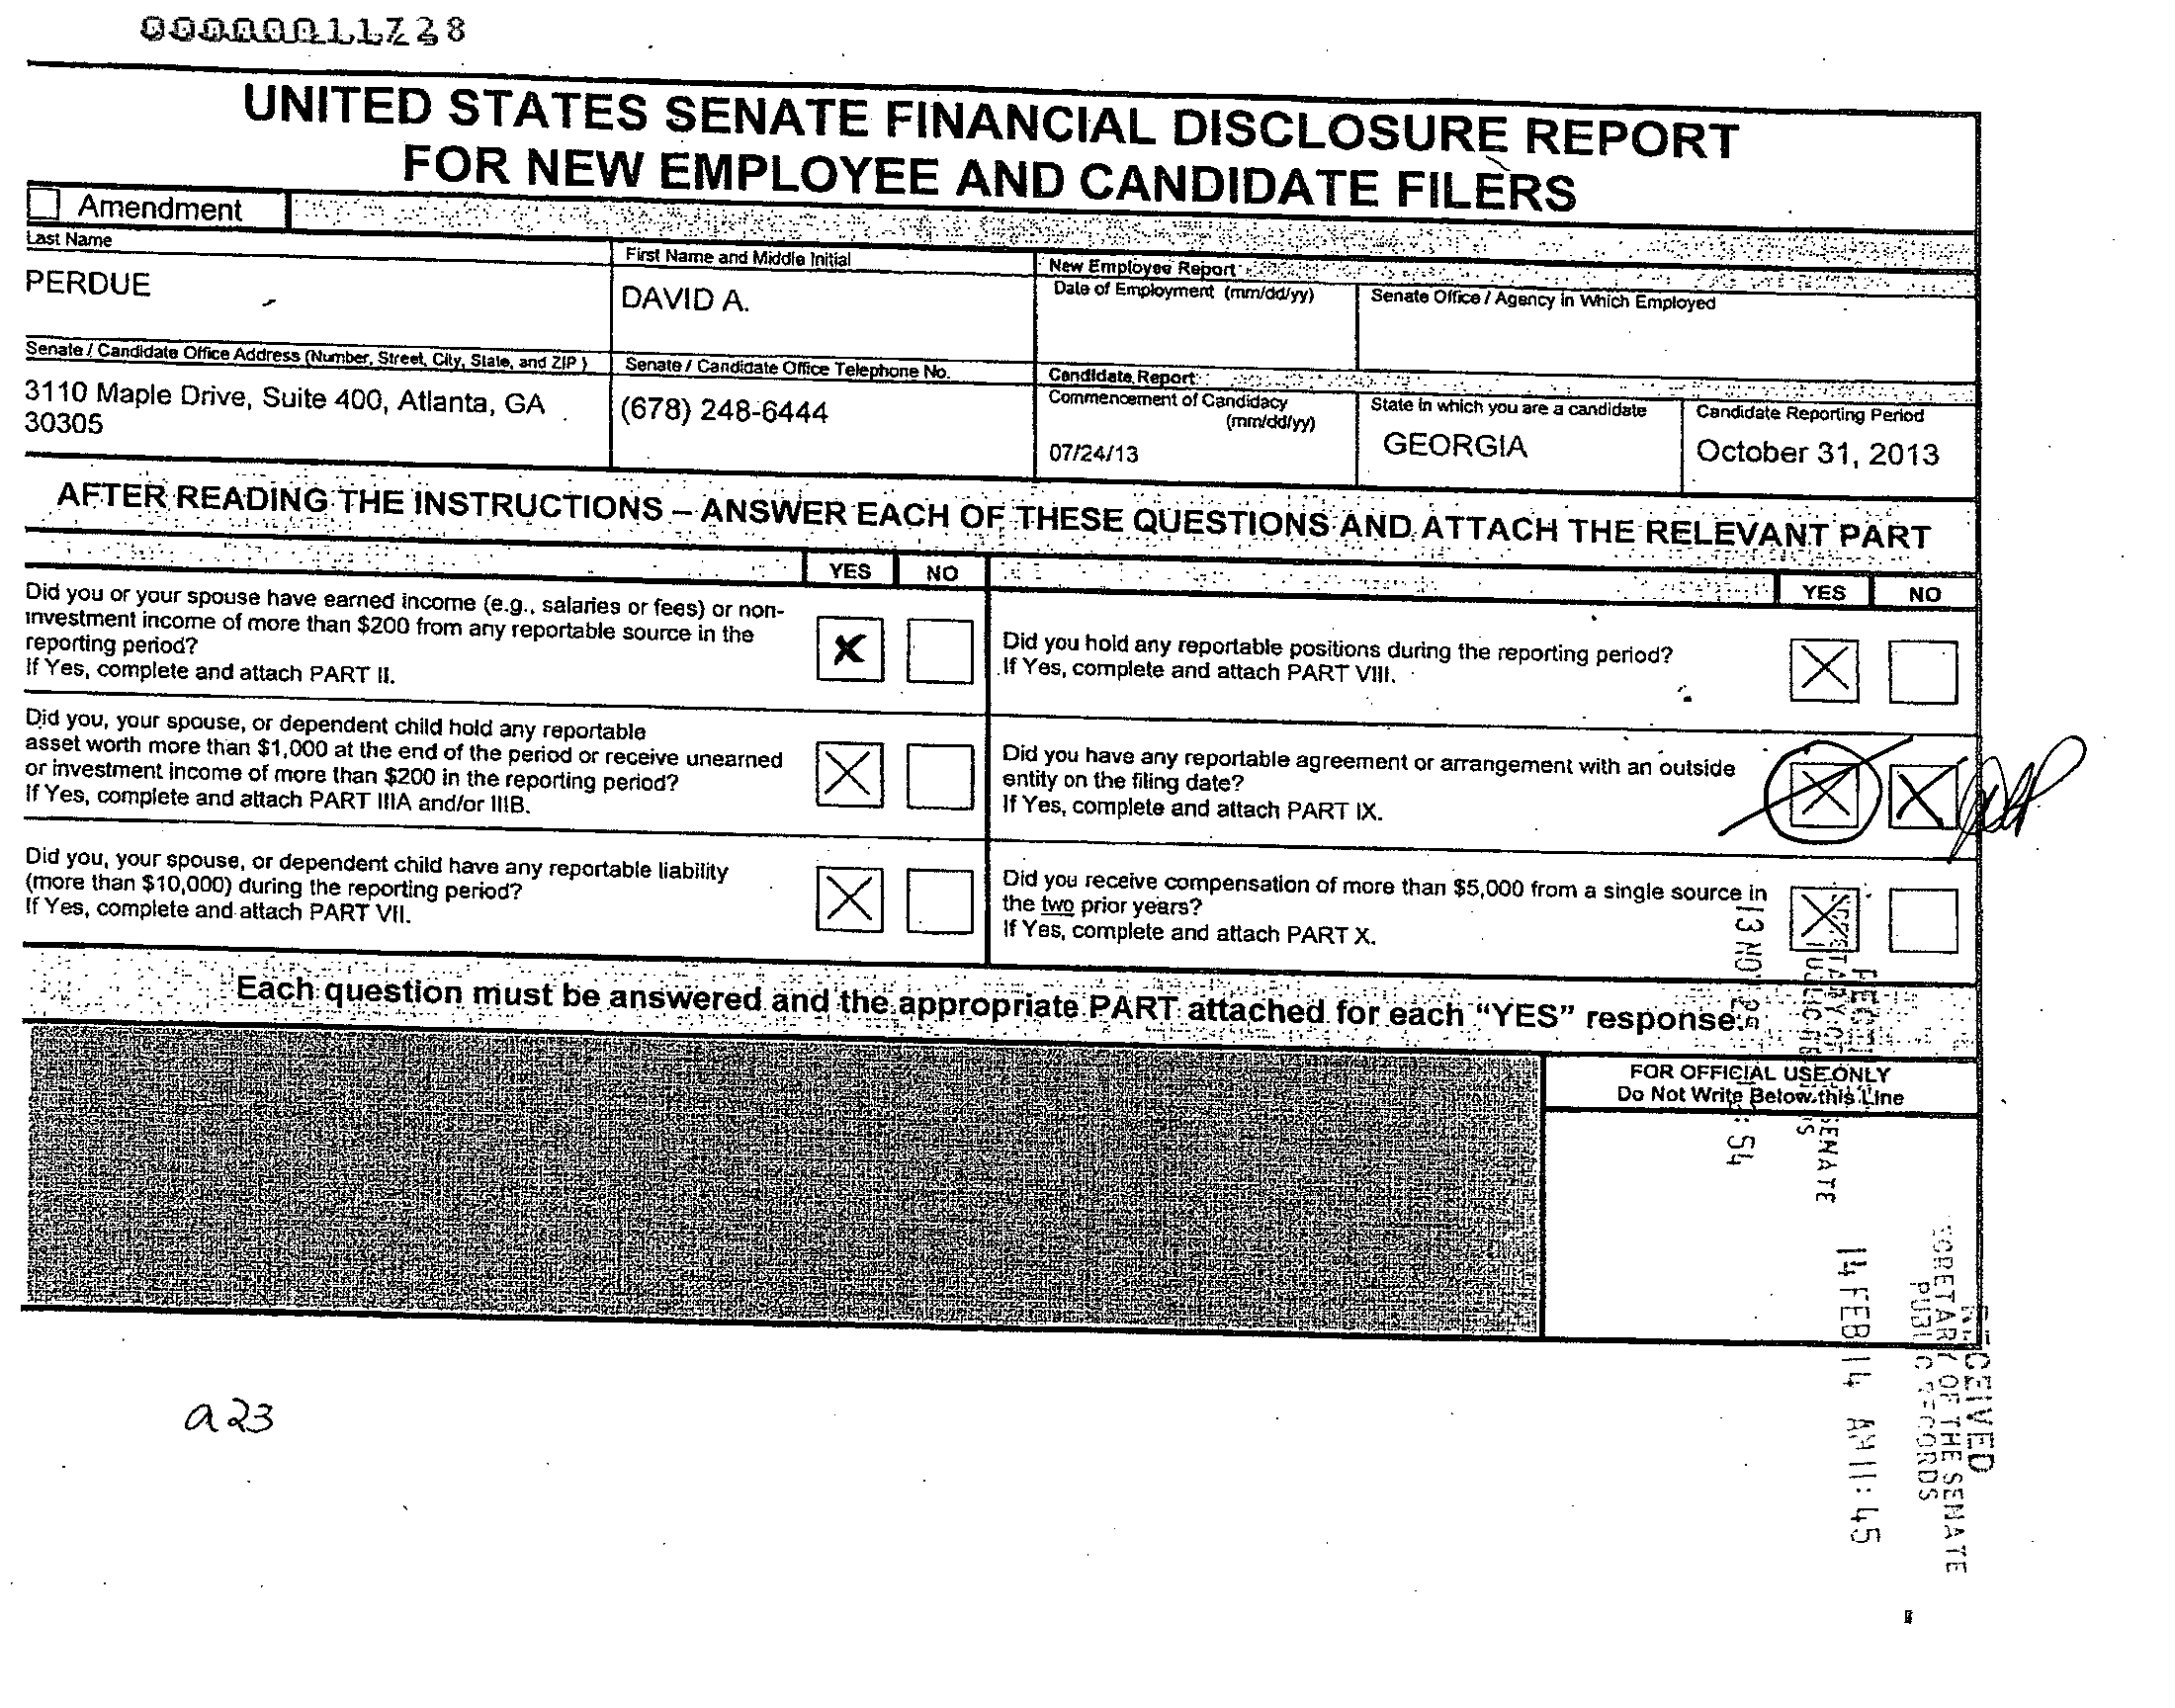 UNITED STATES SENATE FINANCIAL DISCLOSURE REPORT
FOR NEW EMPLOYEE AND CANDIDATE FILERS
Amendment
Last Name
PERDUE
First Name and Middle Initial
DAVID A.
New Employee Report
Date of Employment (mm/dd/yy)
Senate Office / Agency in Which Employed
Senate / Candidate Office Address (Number, Street, City, State, and ZIP )
3110 Maple Drive, Suite 400, Atlanta, GA
30305
Senate / Candidate Office Telephone No.
(678) 248-6444
Candidate Report
Commencement of Candidacy
(mm/dd/yy)
07/24/13
State in which you are a candidate
GEORGIA
Candidate Reporting Period
October 31, 2013
AFTER READING THE INSTRUCTIONS – ANSWER EACH OF THESE QUESTIONS AND ATTACH THE RELEVANT PART
YES NO
YES NO
Did you or your spouse have earned income (e.g., salaries or fees) or non-
investment income of more than $200 from any reportable source in the
reporting period?
If Yes, complete and attach PART II.
Did you hold any reportable positions during the reporting period?
If Yes, complete and attach PART VIII.
Did you, your spouse, or dependent child hold any reportable
asset worth more than $1,000 at the end of the period or receive unearned
or investment income of more than $200 in the reporting period?
If Yes, complete and attach PART IIIA and/or IIIB.
Did you have any reportable agreement or arrangement with an outside
entity on the filing date?
If Yes, complete and attach PART IX.
Did you, your spouse, or dependent child have any reportable liability
(more than $10,000) during the reporting period?
If Yes, complete and attach PART VII.
Did you receive compensation of more than $5,000 from a single source in
the two prior years?
If Yes, complete and attach PART X.
Each question must be answered and the appropriate PART attached for each “YES” response.
FOR OFFICIAL USE ONLY
Do Not Write Below this Line
SENATE
14 FEB 14 AM 11:45
RECEIVED
SECRETARY OF THE SENATE
PUBLIC RECORDS
a23